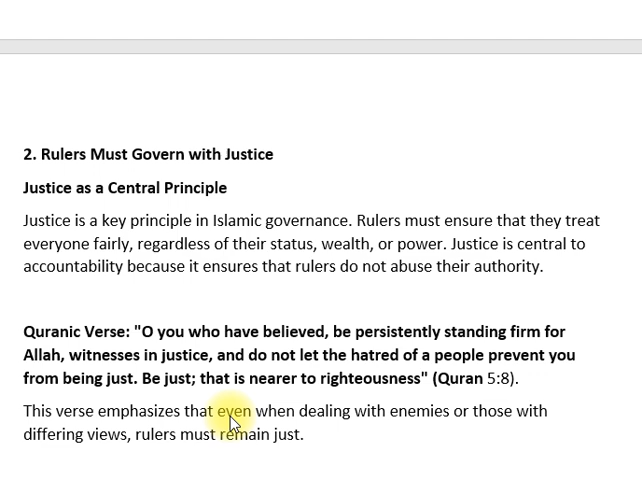 2. Rulers Must Govern with Justice
Justice as a Central Principle
Justice is a key principle in Islamic governance. Rulers must ensure that they treat
everyone fairly, regardless of their status, wealth, or power. Justice is central to
accountability because it ensures that rulers do not abuse their authority.
Quranic Verse: "O you who have believed, be persistently standing firm for
Allah, witnesses in justice, and do not let the hatred of a people prevent you
from being just. Be just; that is nearer to righteousness" (Quran 5:8).
This verse emphasizes that even when dealing with enemies or those with
differing views, rulers must remain just.